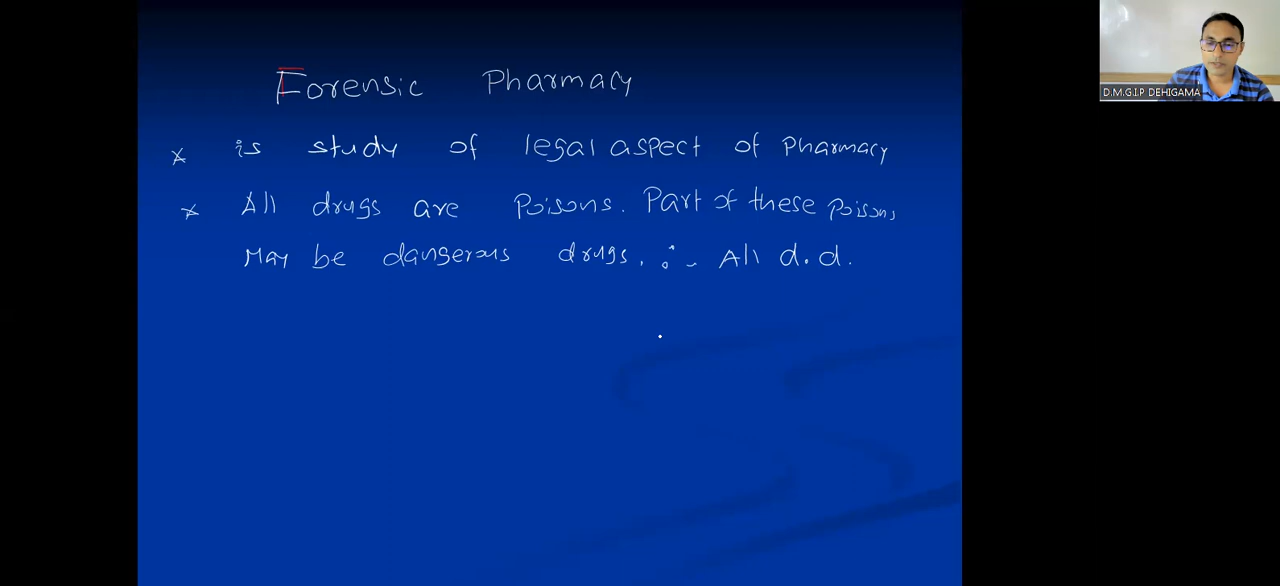 Forensic Pharmacy
* is study of legal aspect of Pharmacy
* All drugs are Poisons. Part of these poisons
May be dangerous drugs. ∴ All d.d.
D.M.G.I.P DEHIGAMA